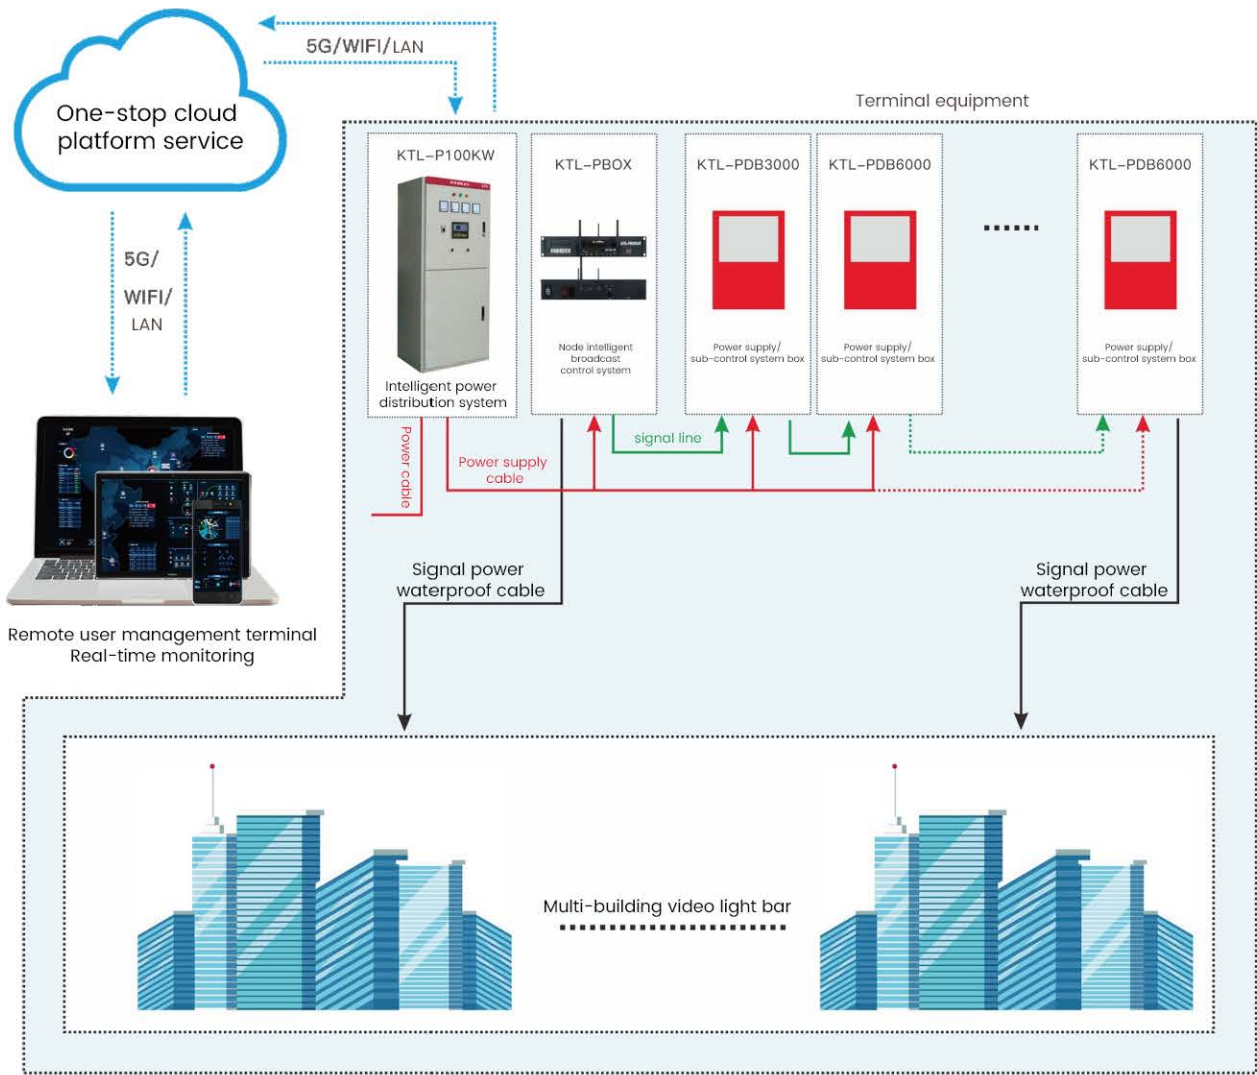 5G/WIFI/LAN
One-stop cloud
platform service
Terminal equipment
KTL-P100KW
KTL-PBOX
KTL-PDB3000
KTL-PDB6000
KTL-PDB6000
5G/
WIFI/
LAN
Node intelligent
broadcast
control system
Power supply/
sub-control system box
Power supply/
sub-control system box
Power supply/
sub-control system box
Intelligent power
distribution system
Power cable
Power supply
cable
signal line
Signal power
waterproof cable
Signal power
waterproof cable
Remote user management terminal
Real-time monitoring
Multi-building video light bar